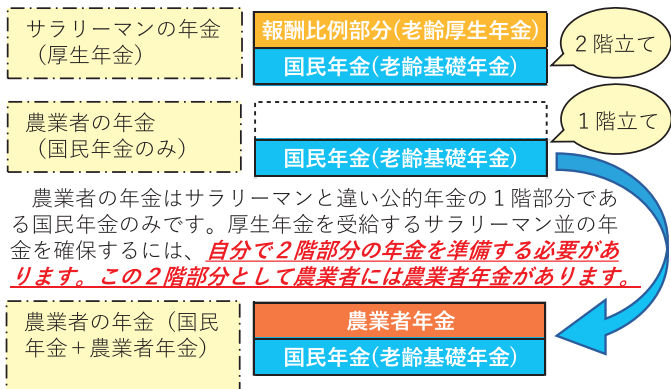 サラリーマンの年金
（厚生年金）
報酬比例部分(老齢厚生年金)
国民年金(老齢基礎年金)
２階立て
農業者の年金
（国民年金のみ）
国民年金(老齢基礎年金)
１階立て
農業者の年金はサラリーマンと違い公的年金の１階部分であ
る国民年金のみです。厚生年金を受給するサラリーマン並の年
金を確保するには、自分で２階部分の年金を準備する必要があ
ります。この２階部分として農業者には農業者年金があります。
農業者の年金（国民
年金＋農業者年金）
農業者年金
国民年金(老齢基礎年金)